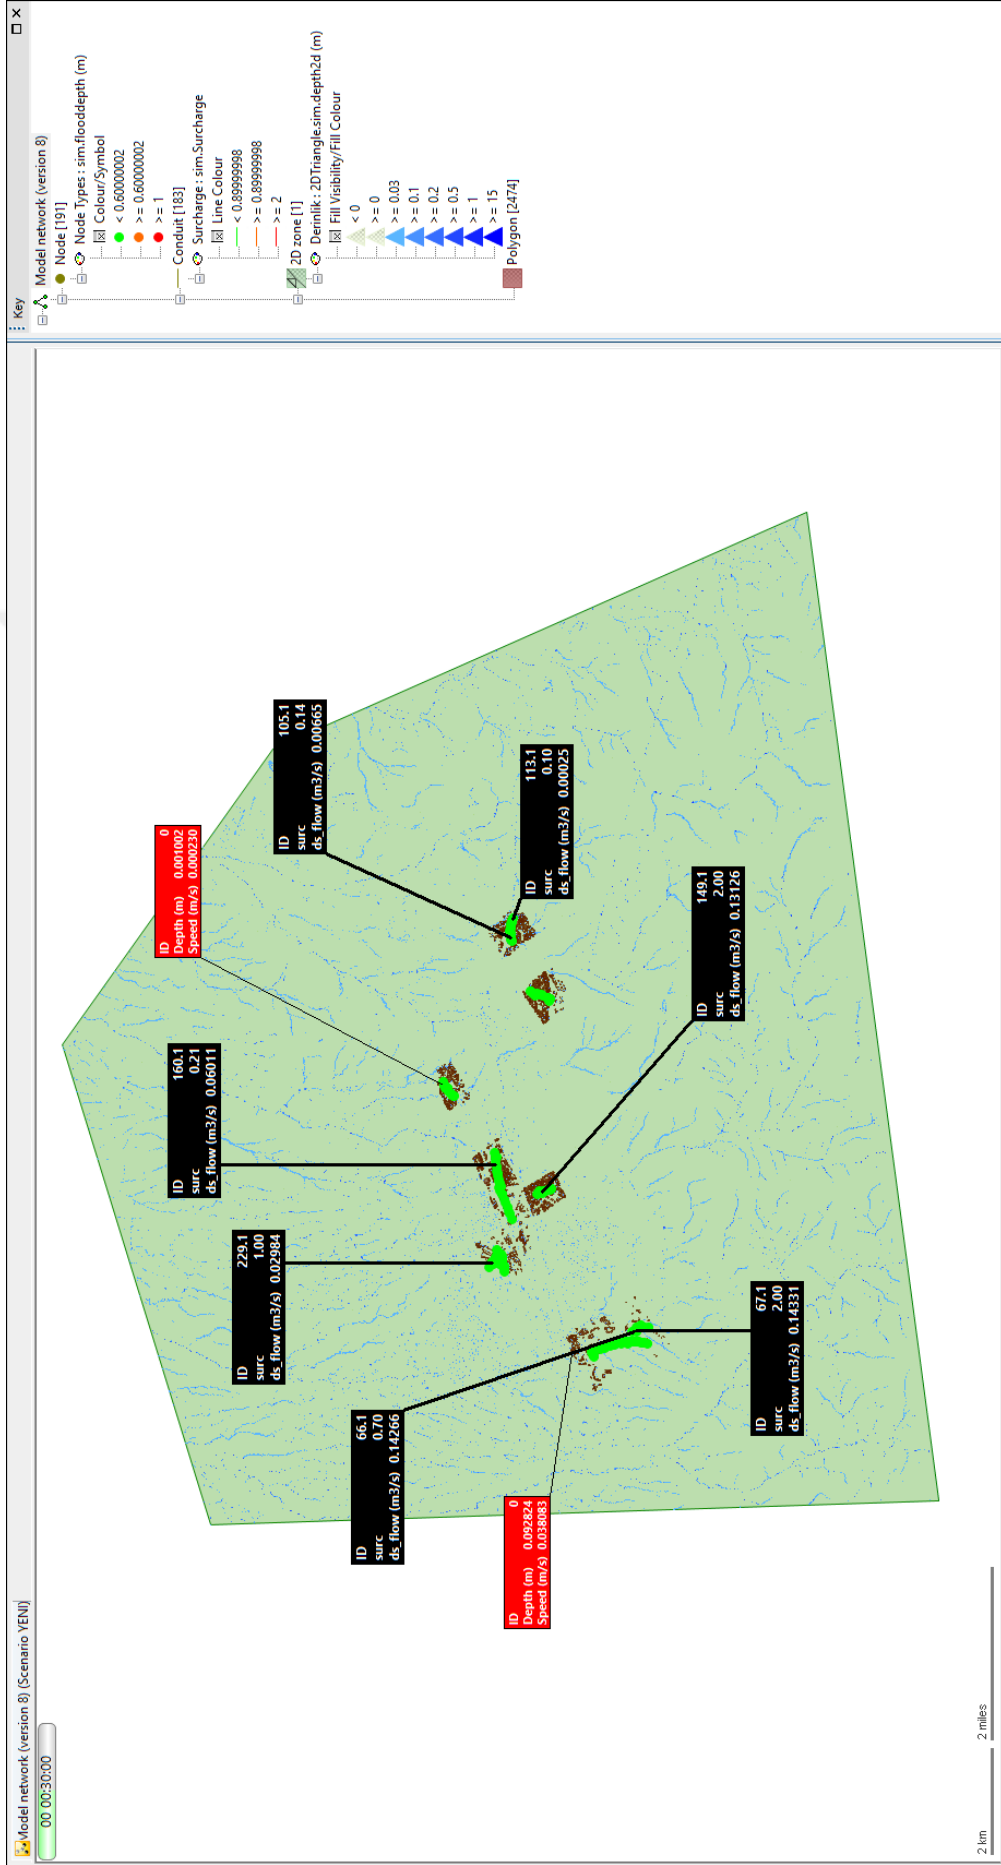 Model network (version 8) (Scenario YENI)
00 00:30:00
ID 66.1
surc 0.70
ds_flow (m3/s) 0.14266
ID 229.1
surc 1.00
ds_flow (m3/s) 0.02984
ID 160.1
surc 0.21
ds_flow (m3/s) 0.06011
ID 0
Depth (m) 0.001002
Speed (m/s) 0.000230
ID 105.1
surc 0.14
ds_flow (m3/s) 0.00665
ID 113.1
surc 0.10
ds_flow (m3/s) 0.00025
ID 149.1
surc 2.00
ds_flow (m3/s) 0.13126
ID 67.1
surc 2.00
ds_flow (m3/s) 0.14331
ID 0
Depth (m) 0.092824
Speed (m/s) 0.038083
2 km
2 miles
Key
Model network (version 8)
Node [191]
Node Types : sim.flooddepth (m)
Colour/Symbol
< 0.60000002
>= 0.60000002
>= 1
Conduit [183]
Surcharge : sim.Surcharge
Line Colour
< 0.89999998
>= 0.89999998
>= 2
2D zone [1]
Derinlik : 2DTriangle.sim.depth2d (m)
Fill Visibility/Fill Colour
< 0
>= 0
>= 0.03
>= 0.1
>= 0.2
>= 0.5
>= 1
>= 15
Polygon [2474]